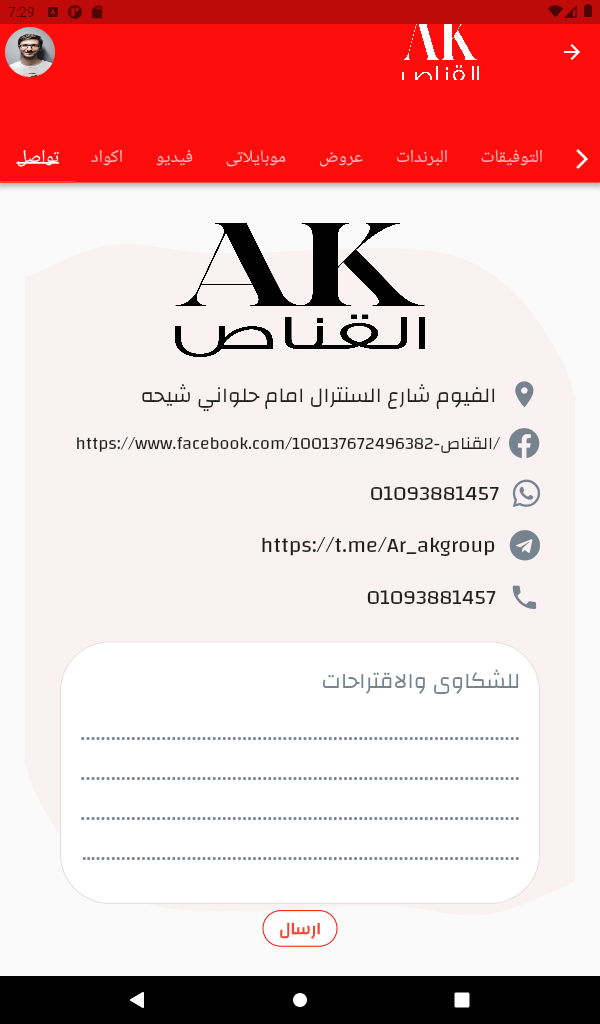 7:29
AK
القناص
التوفيقات
البرندات
عروض
موبايلاتى
فيديو
اكواد
تواصل
AK
القناص
الفيوم شارع السنترال امام حلواني شيحه
https://www.facebook.com/100137672496382-القناص/
01093881457
https://t.me/Ar_akgroup
01093881457
للشكاوى والاقتراحات
ارسال